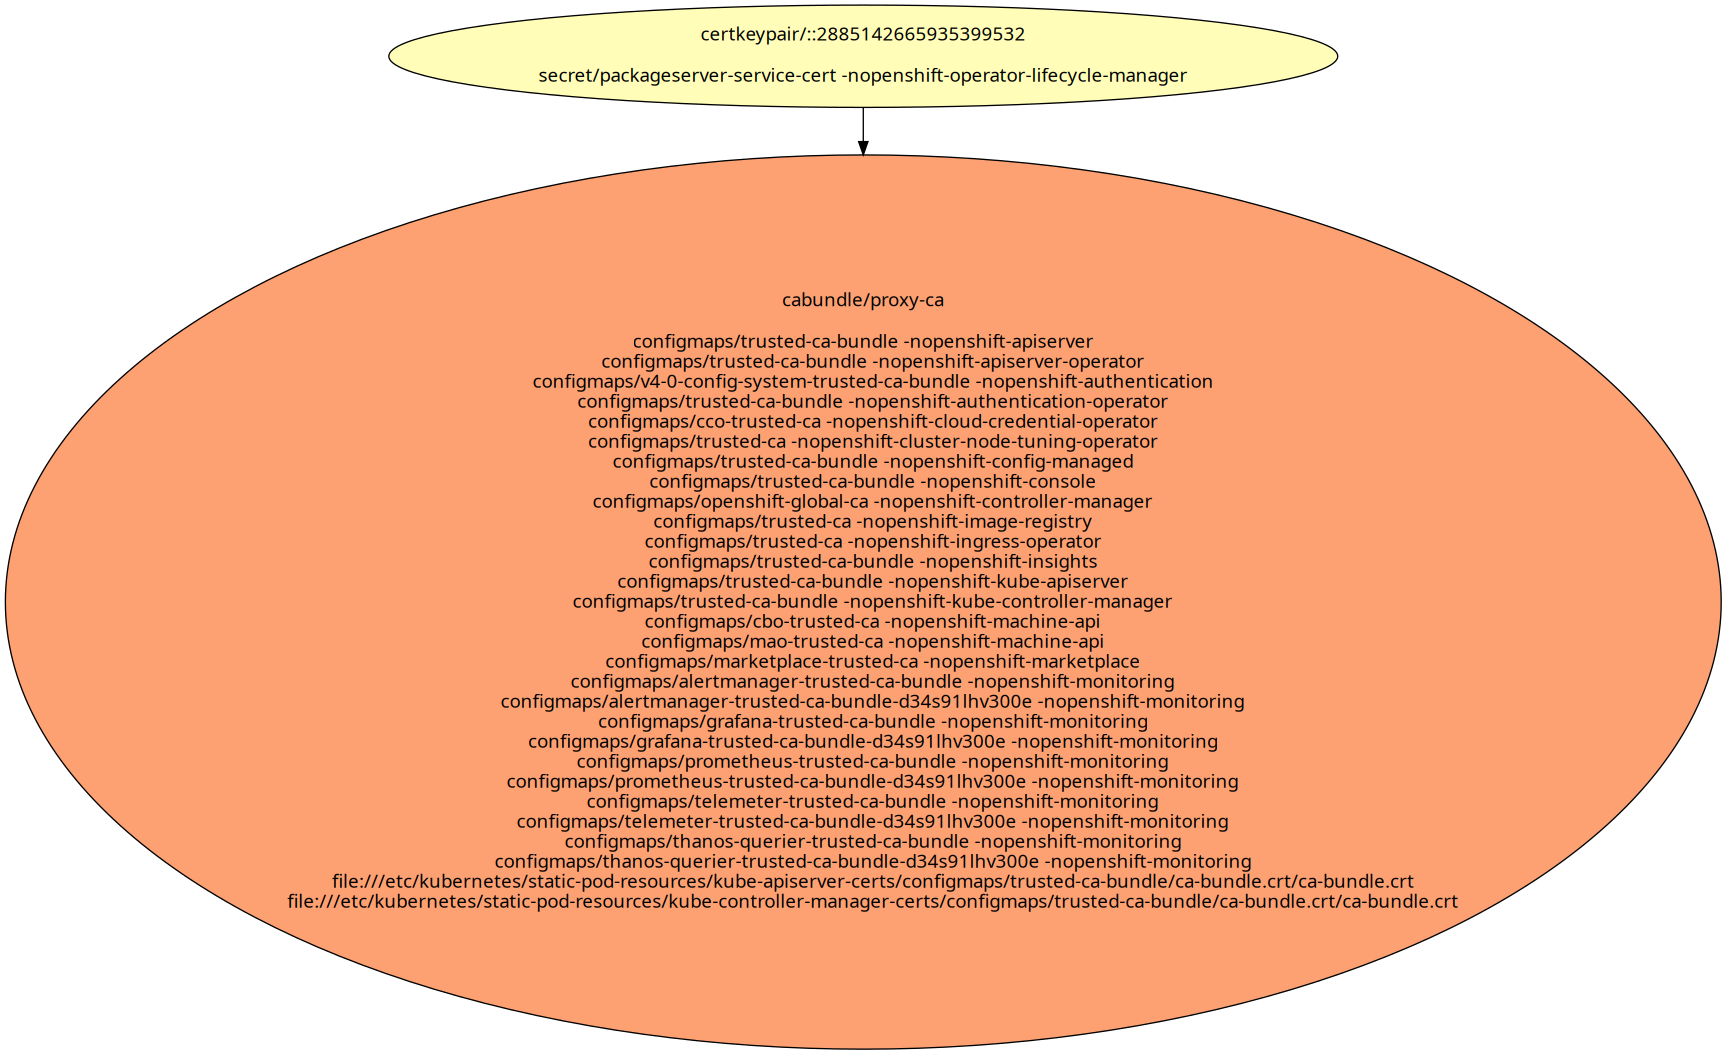 certkeypair/::2885142665935399532
secret/packageserver-service-cert -nopenshift-operator-lifecycle-manager
cabundle/proxy-ca
configmaps/trusted-ca-bundle -nopenshift-apiserver
configmaps/trusted-ca-bundle -nopenshift-apiserver-operator
configmaps/v4-0-config-system-trusted-ca-bundle -nopenshift-authentication
configmaps/trusted-ca-bundle -nopenshift-authentication-operator
configmaps/cco-trusted-ca -nopenshift-cloud-credential-operator
configmaps/trusted-ca -nopenshift-cluster-node-tuning-operator
configmaps/trusted-ca-bundle -nopenshift-config-managed
configmaps/trusted-ca-bundle -nopenshift-console
configmaps/openshift-global-ca -nopenshift-controller-manager
configmaps/trusted-ca -nopenshift-image-registry
configmaps/trusted-ca -nopenshift-ingress-operator
configmaps/trusted-ca-bundle -nopenshift-insights
configmaps/trusted-ca-bundle -nopenshift-kube-apiserver
configmaps/trusted-ca-bundle -nopenshift-kube-controller-manager
configmaps/cbo-trusted-ca -nopenshift-machine-api
configmaps/mao-trusted-ca -nopenshift-machine-api
configmaps/marketplace-trusted-ca -nopenshift-marketplace
configmaps/alertmanager-trusted-ca-bundle -nopenshift-monitoring
configmaps/alertmanager-trusted-ca-bundle-d34s91lhv300e -nopenshift-monitoring
configmaps/grafana-trusted-ca-bundle -nopenshift-monitoring
configmaps/grafana-trusted-ca-bundle-d34s91lhv300e -nopenshift-monitoring
configmaps/prometheus-trusted-ca-bundle -nopenshift-monitoring
configmaps/prometheus-trusted-ca-bundle-d34s91lhv300e -nopenshift-monitoring
configmaps/telemeter-trusted-ca-bundle -nopenshift-monitoring
configmaps/telemeter-trusted-ca-bundle-d34s91lhv300e -nopenshift-monitoring
configmaps/thanos-querier-trusted-ca-bundle -nopenshift-monitoring
configmaps/thanos-querier-trusted-ca-bundle-d34s91lhv300e -nopenshift-monitoring
file:///etc/kubernetes/static-pod-resources/kube-apiserver-certs/configmaps/trusted-ca-bundle/ca-bundle.crt/ca-bundle.crt
file:///etc/kubernetes/static-pod-resources/kube-controller-manager-certs/configmaps/trusted-ca-bundle/ca-bundle.crt/ca-bundle.crt